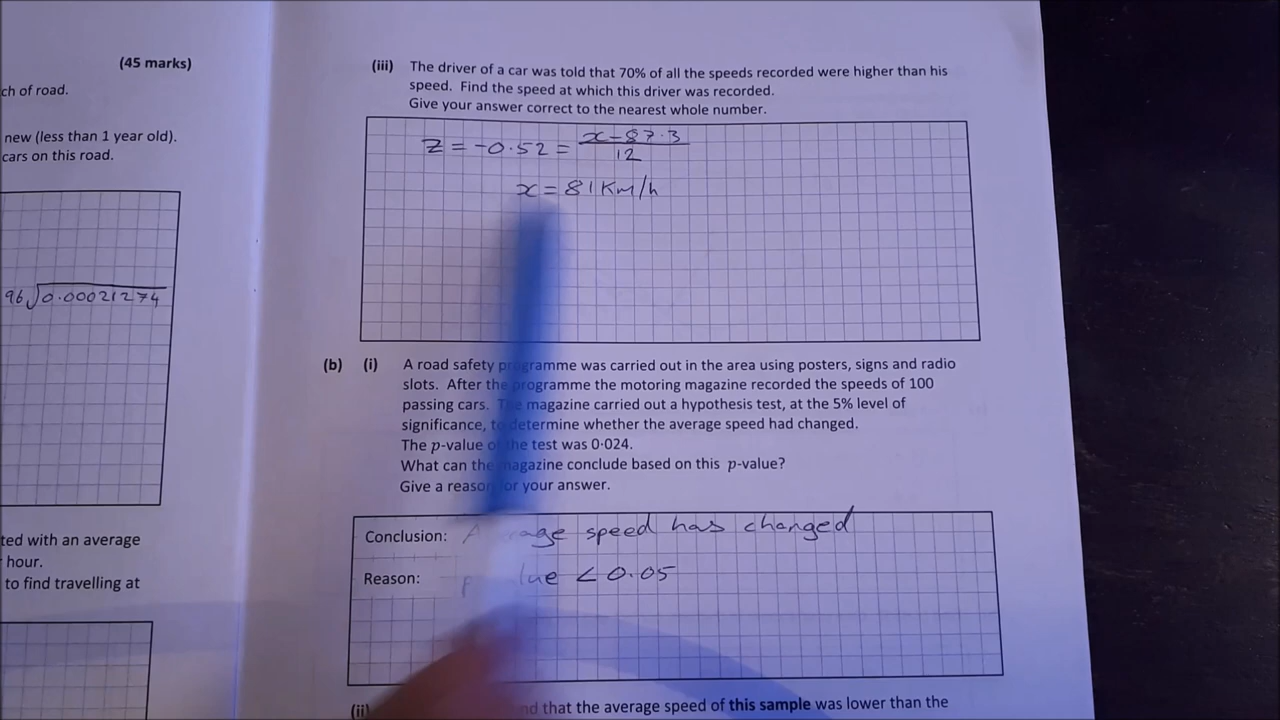 (45 marks)
ch of road.
new (less than 1 year old).
cars on this road.
96 0.00021274
ted with an average
hour.
to find travelling at
(iii) The driver of a car was told that 70% of all the speeds recorded were higher than his
speed. Find the speed at which this driver was recorded.
Give your answer correct to the nearest whole number.
z = -0.52 = x-87.3
12
x = 81 Km/h
(b) (i) A road safety programme was carried out in the area using posters, signs and radio
slots. After the programme the motoring magazine recorded the speeds of 100
passing cars. The magazine carried out a hypothesis test, at the 5% level of
significance, to determine whether the average speed had changed.
The p-value of the test was 0·024.
What can the magazine conclude based on this p-value?
Give a reason for your answer.
Conclusion: Average speed has changed
Reason: < 0.05
(ii) that the average speed of this sample was lower than the